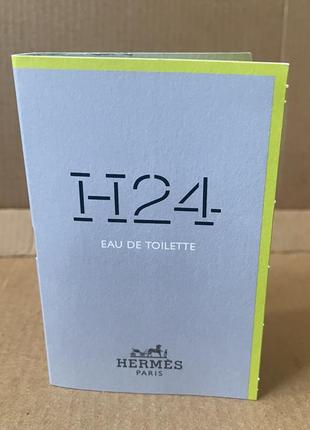 H24
EAU DE TOILETTE
HERMÈS
PARIS